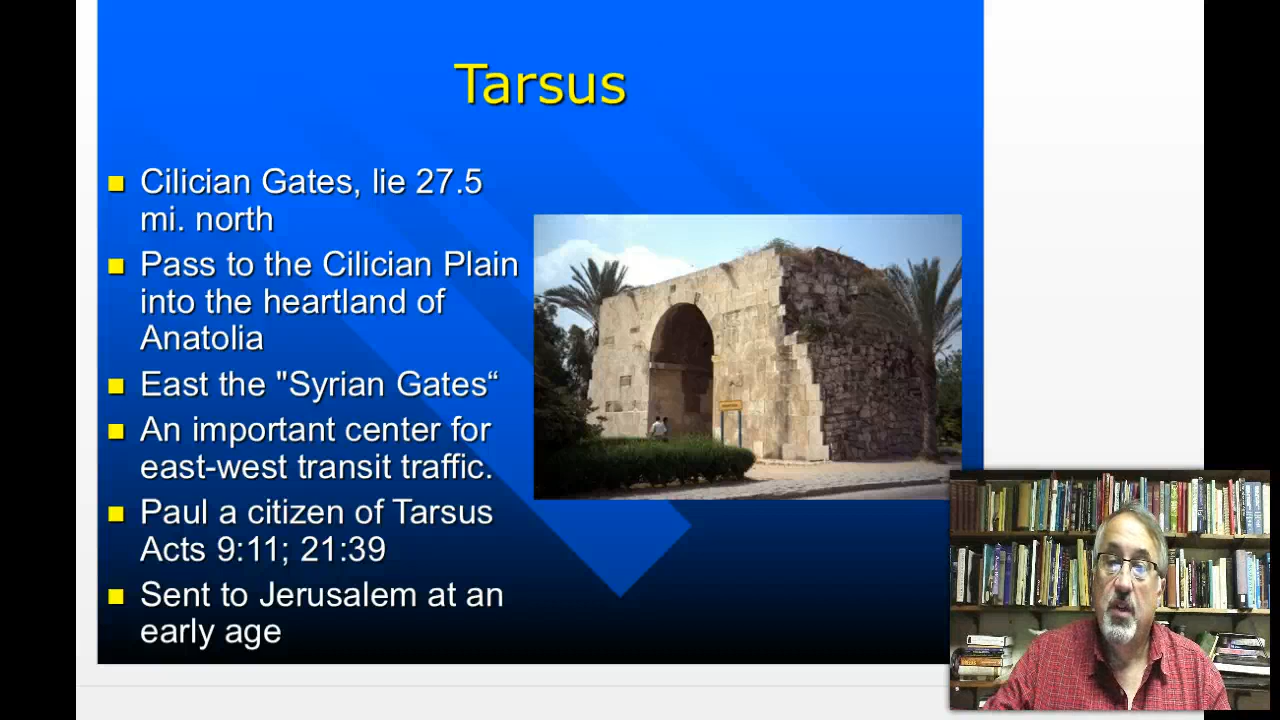 Tarsus
Cilician Gates, lie 27.5
mi. north
Pass to the Cilician Plain
into the heartland of
Anatolia
East the "Syrian Gates“
An important center for
east-west transit traffic.
Paul a citizen of Tarsus
Acts 9:11; 21:39
Sent to Jerusalem at an
early age